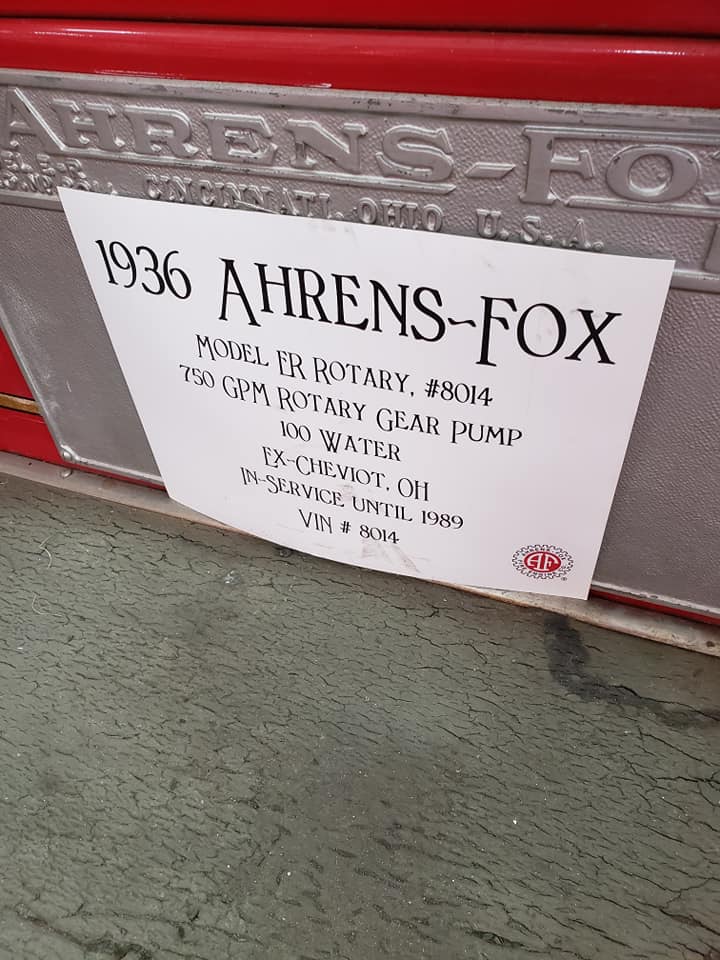 AHRENS-FO
CINCINNATI, OHIO U.S.A.
1936 AHRENS-FOX
MODEL ER ROTARY, #8014
750 GPM ROTARY GEAR PUMP
100 WATER
EX-CHEVIOT, OH
IN-SERVICE UNTIL 1989
VIN # 8014
AF